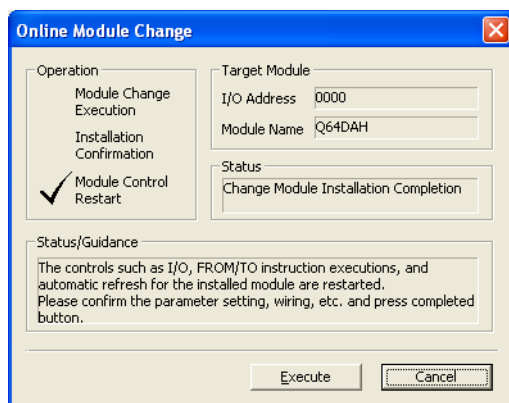 Online Module Change
Operation
Module Change
Execution
Installation
Confirmation
Module Control
Restart
Target Module
I/O Address 0000
Module Name Q64DAH
Status
Change Module Installation Completion
Status/Guidance
The controls such as I/O, FROM/TO instruction executions, and
automatic refresh for the installed module are restarted.
Please confirm the parameter setting, wiring, etc. and press completed
button.
Execute Cancel